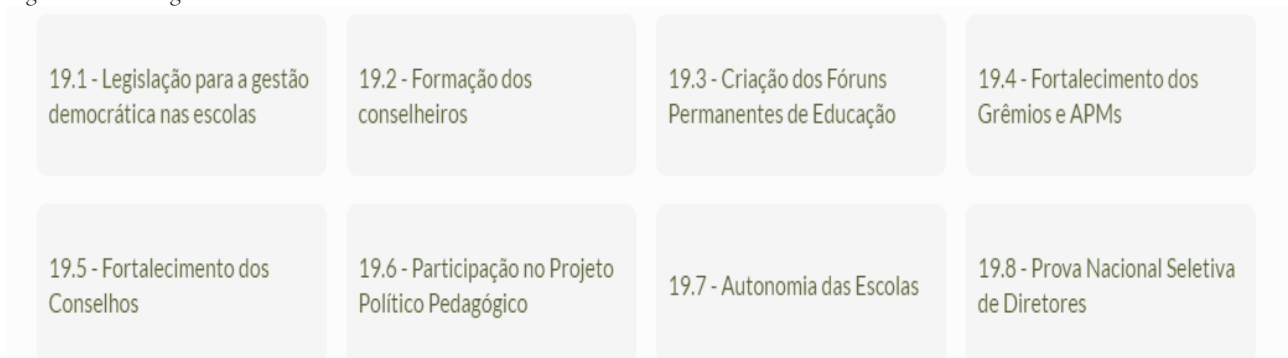 19.1 - Legislação para a gestão
democrática nas escolas
19.2 - Formação dos
conselheiros
19.3 - Criação dos Fóruns
Permanentes de Educação
19.4 - Fortalecimento dos
Grêmios e APMs
19.5 - Fortalecimento dos
Conselhos
19.6 - Participação no Projeto
Político Pedagógico
19.7 - Autonomia das Escolas
19.8 - Prova Nacional Seletiva
de Diretores